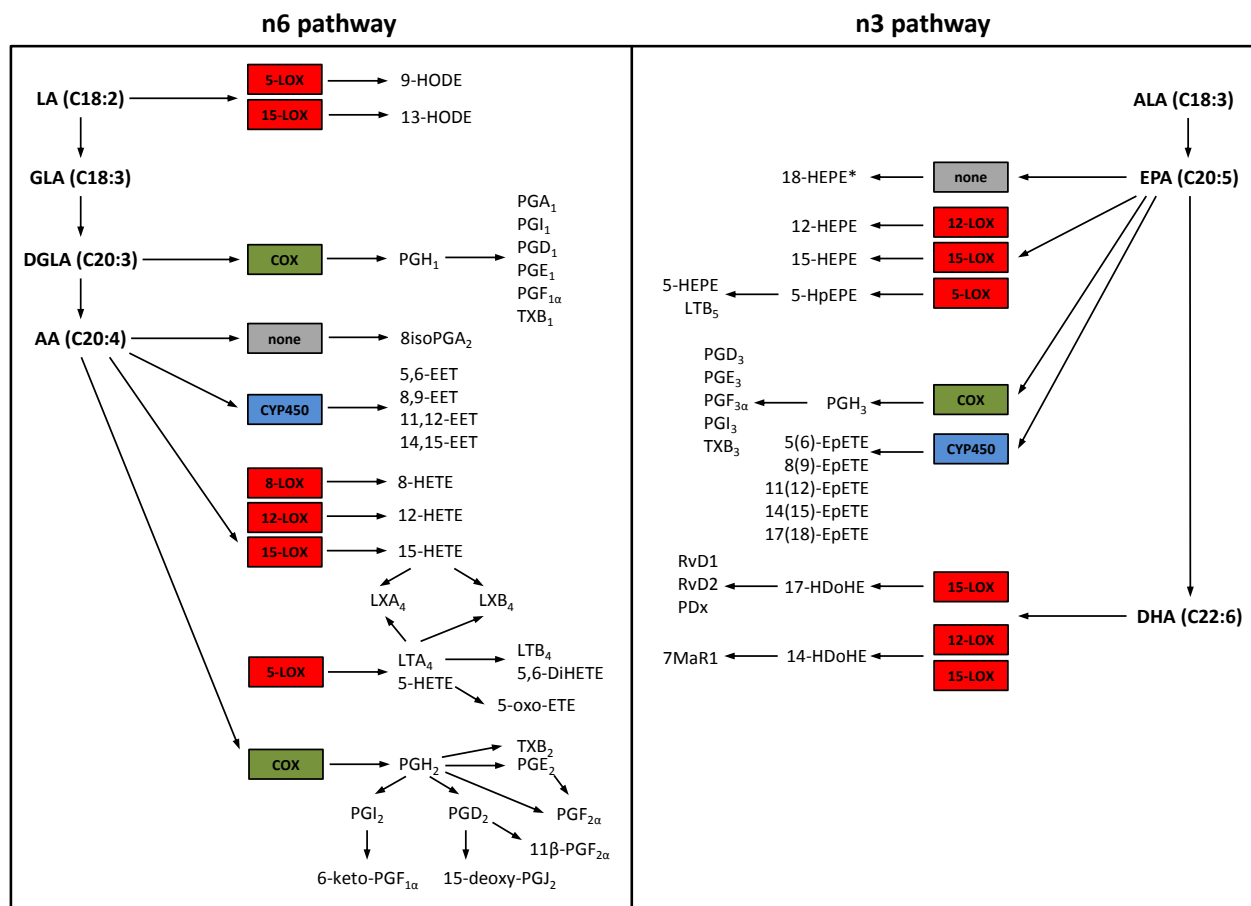 n6 pathway
LA (C18:2)
5-LOX
9-HODE
15-LOX
13-HODE
GLA (C18:3)
DGLA (C20:3)
COX
PGH₁
PGA₁
PGI₁
PGD₁
PGE₁
PGF₁α
TXB₁
AA (C20:4)
none
8isoPGA₂
CYP450
5,6-EET
8,9-EET
11,12-EET
14,15-EET
8-LOX
8-HETE
12-LOX
12-HETE
15-LOX
15-HETE
LXA₄
LXB₄
5-LOX
LTA₄
5-HETE
LTB₄
5,6-DiHETE
5-oxo-ETE
COX
PGH₂
TXB₂
PGE₂
PGI₂
PGD₂
PGF₂α
11β-PGF₂α
6-keto-PGF₁α
15-deoxy-PGJ₂
n3 pathway
ALA (C18:3)
EPA (C20:5)
none
18-HEPE*
12-LOX
12-HEPE
15-LOX
15-HEPE
5-LOX
5-HpEPE
5-HEPE
LTB₅
COX
PGH₃
PGD₃
PGE₃
PGF₃α
PGI₃
TXB₃
CYP450
5(6)-EpETE
8(9)-EpETE
11(12)-EpETE
14(15)-EpETE
17(18)-EpETE
DHA (C22:6)
15-LOX
17-HDoHE
RvD1
RvD2
PDx
12-LOX
15-LOX
14-HDoHE
7MaR1